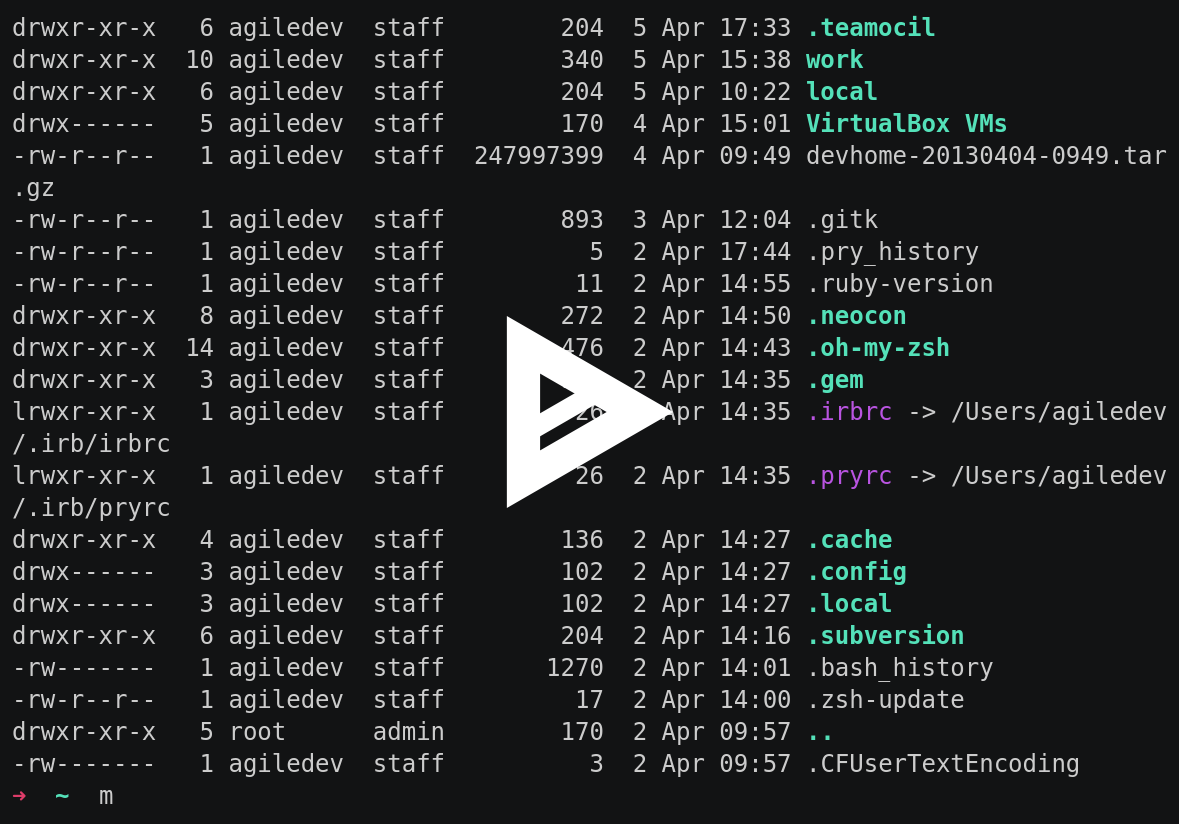 drwxr-xr-x   6 agiledev  staff        204  5 Apr 17:33 .teamocil
drwxr-xr-x  10 agiledev  staff        340  5 Apr 15:38 work
drwxr-xr-x   6 agiledev  staff        204  5 Apr 10:22 local
drwx------   5 agiledev  staff        170  4 Apr 15:01 VirtualBox VMs
-rw-r--r--   1 agiledev  staff  247997399  4 Apr 09:49 devhome-20130404-0949.tar
.gz
-rw-r--r--   1 agiledev  staff        893  3 Apr 12:04 .gitk
-rw-r--r--   1 agiledev  staff          5  2 Apr 17:44 .pry_history
-rw-r--r--   1 agiledev  staff         11  2 Apr 14:55 .ruby-version
drwxr-xr-x   8 agiledev  staff        272  2 Apr 14:50 .neocon
drwxr-xr-x  14 agiledev  staff        476  2 Apr 14:43 .oh-my-zsh
drwxr-xr-x   3 agiledev  staff             2 Apr 14:35 .gem
lrwxr-xr-x   1 agiledev  staff         26    Apr 14:35 .irbrc -> /Users/agiledev
/.irb/irbrc
lrwxr-xr-x   1 agiledev  staff         26  2 Apr 14:35 .pryrc -> /Users/agiledev
/.irb/pryrc
drwxr-xr-x   4 agiledev  staff        136  2 Apr 14:27 .cache
drwx------   3 agiledev  staff        102  2 Apr 14:27 .config
drwx------   3 agiledev  staff        102  2 Apr 14:27 .local
drwxr-xr-x   6 agiledev  staff        204  2 Apr 14:16 .subversion
-rw-------   1 agiledev  staff       1270  2 Apr 14:01 .bash_history
-rw-r--r--   1 agiledev  staff         17  2 Apr 14:00 .zsh-update
drwxr-xr-x   5 root      admin        170  2 Apr 09:57 ..
-rw-------   1 agiledev  staff          3  2 Apr 09:57 .CFUserTextEncoding
➜  ~  m